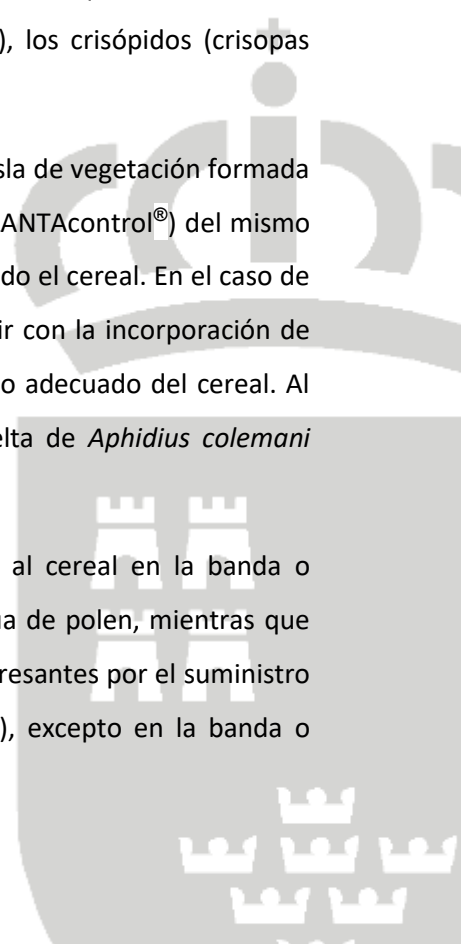 ), los crisópidos (crisopas
sla de vegetación formada
ANTAcontrol®) del mismo
do el cereal. En el caso de
ir con la incorporación de
o adecuado del cereal. Al
elta de Aphidius colemani
al cereal en la banda o
a de polen, mientras que
resantes por el suministro
), excepto en la banda o